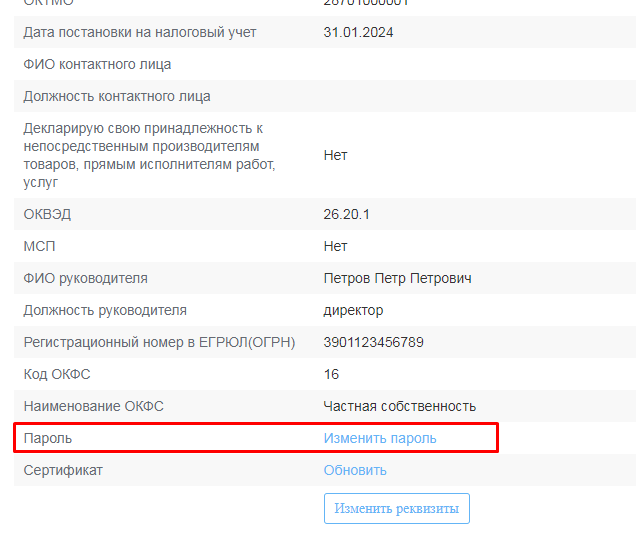 ОКТМО 28701000001
Дата постановки на налоговый учет 31.01.2024
ФИО контактного лица
Должность контактного лица
Декларирую свою принадлежность к
непосредственным производителям
товаров, прямым исполнителям работ,
услуг
Нет
ОКВЭД 26.20.1
МСП Нет
ФИО руководителя Петров Петр Петрович
Должность руководителя директор
Регистрационный номер в ЕГРЮЛ(ОГРН) 3901123456789
Код ОКФС 16
Наименование ОКФС Частная собственность
Пароль Изменить пароль
Сертификат Обновить
Изменить реквизиты